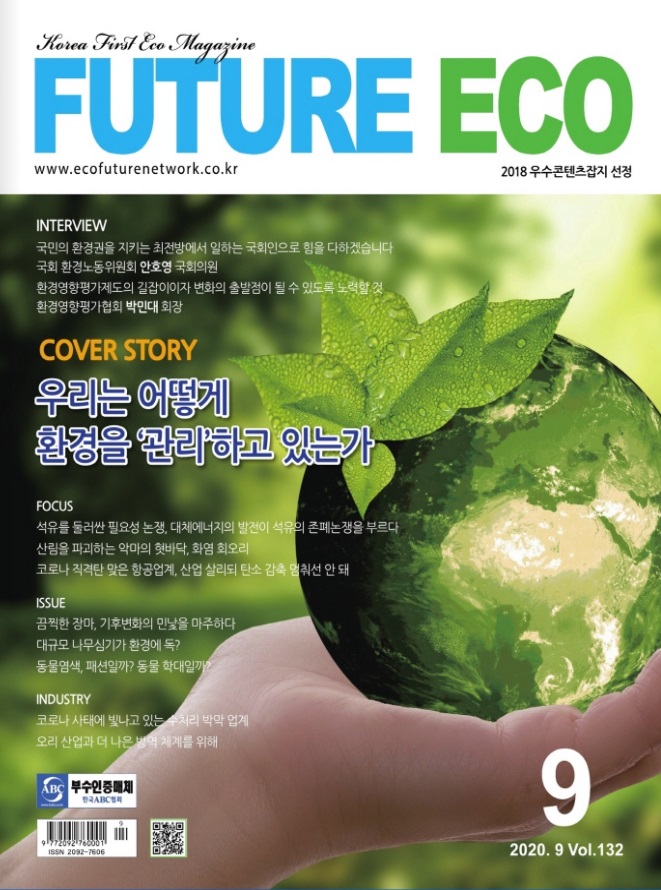 Korea First Eco Magazine
FUTURE ECO
www.ecofuturenetwork.co.kr
2018 우수콘텐츠잡지 선정
INTERVIEW
국민의 환경권을 지키는 최전방에서 일하는 국회인으로 힘을 다하겠습니다
국회 환경노동위원회 안호영 국회의원
환경영향평가제도의 길잡이이자 변화의 출발점이 될 수 있도록 노력할 것
환경영향평가협회 박민대 회장
COVER STORY
우리는 어떻게
환경을 '관리'하고 있는가
FOCUS
석유를 둘러싼 필요성 논쟁, 대체에너지의 발전이 석유의 존폐논쟁을 부르다
산림을 파괴하는 악마의 혓바닥, 화염 회오리
코로나 직격탄 맞은 항공업계, 산업 살리되 탄소 감축 멈춰선 안 돼
ISSUE
끔찍한 장마, 기후변화의 민낯을 마주하다
대규모 나무심기가 환경에 독?
동물염색, 패션일까? 동물 학대일까?
INDUSTRY
코로나 사태에 빛나고 있는 수처리 박막 업계
오리 산업과 더 나은 방역 체계를 위해
ABC
부수인증매체
한국ABC협회
9
9 772092 760001
ISSN 2092-7606
9
2020. 9 Vol.132